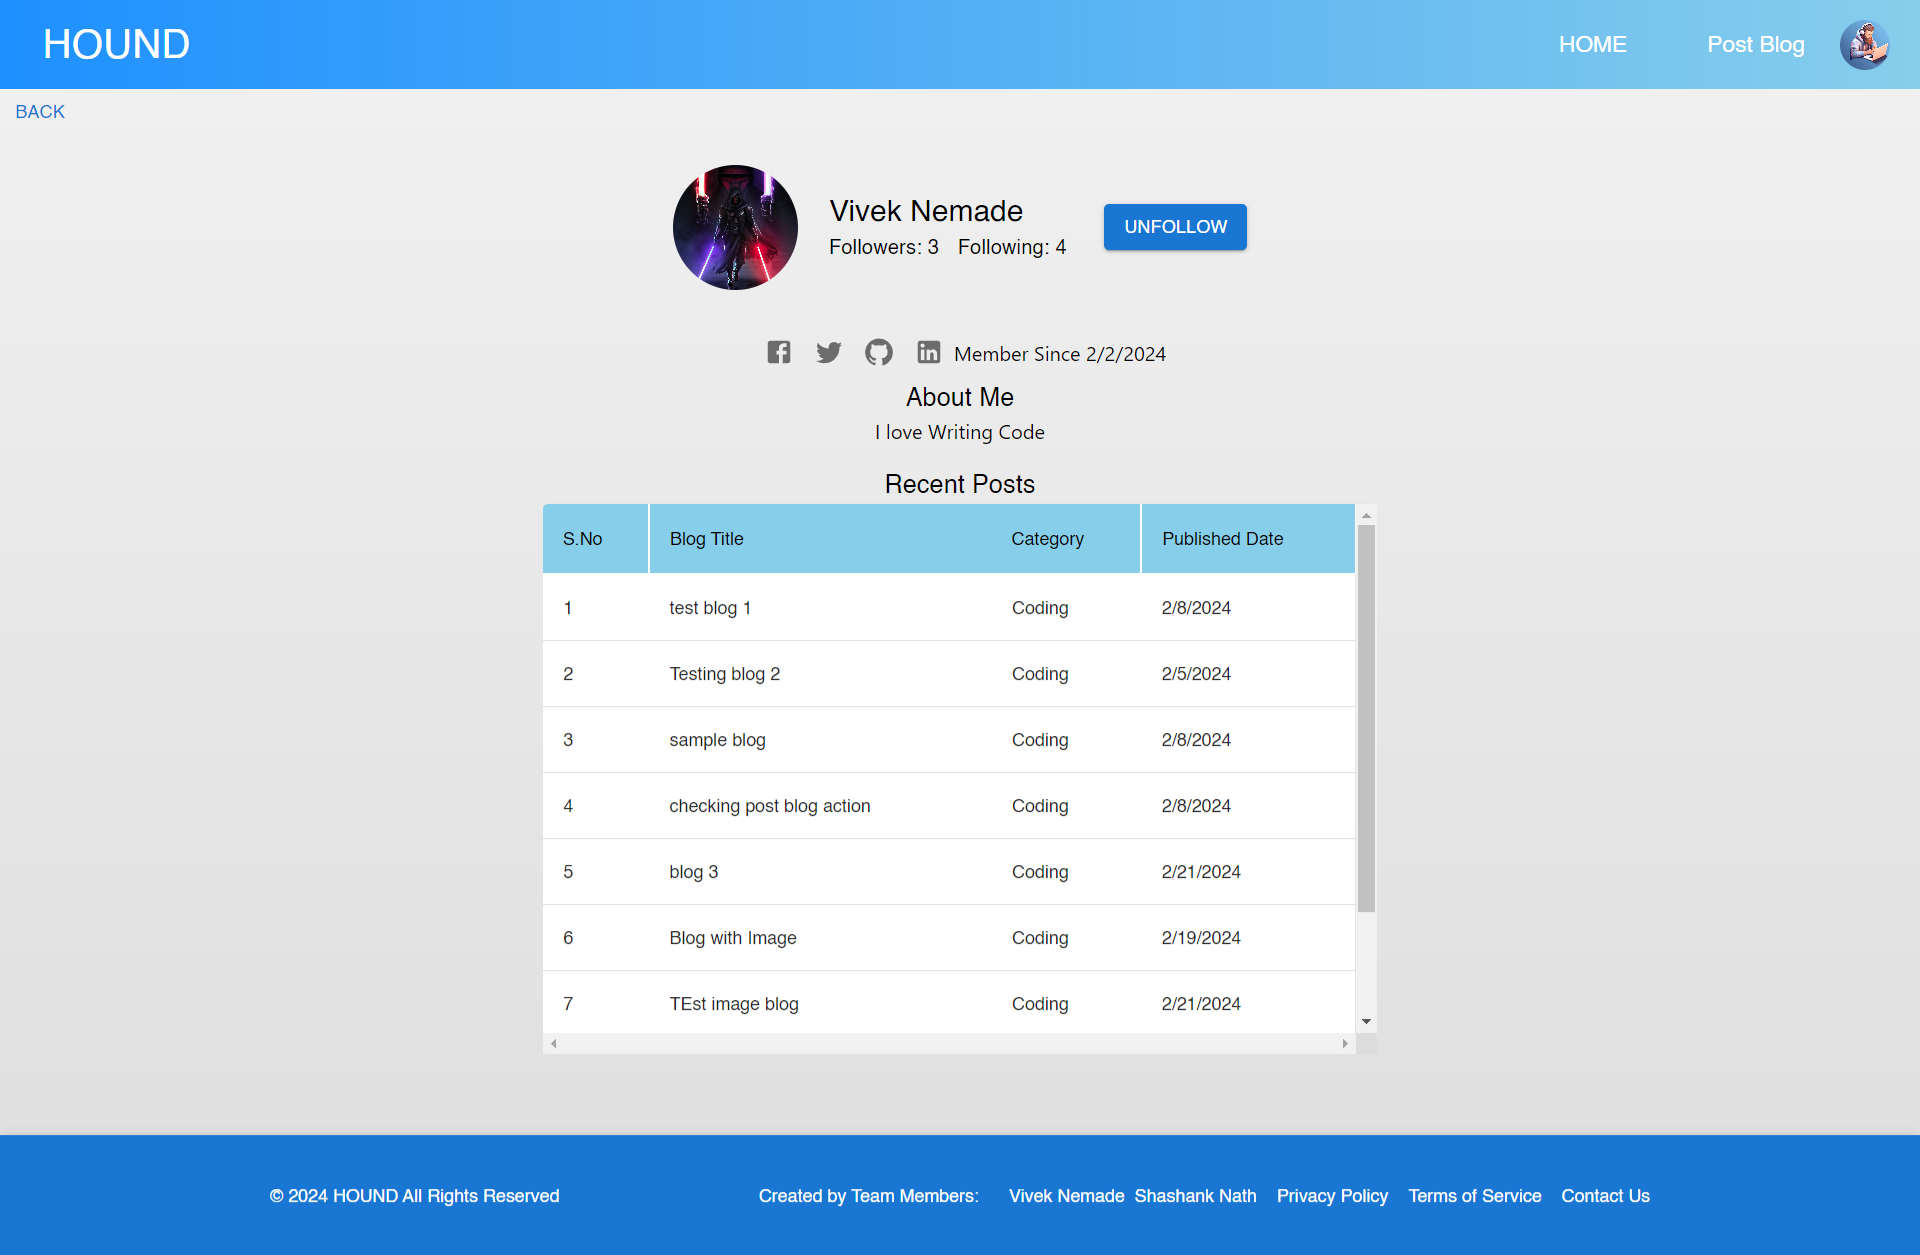 HOUND
HOME Post Blog
BACK
Vivek Nemade
Followers: 3 Following: 4
UNFOLLOW
Member Since 2/2/2024
About Me
I love Writing Code
Recent Posts
S.No Blog Title Category Published Date
1 test blog 1 Coding 2/8/2024
2 Testing blog 2 Coding 2/5/2024
3 sample blog Coding 2/8/2024
4 checking post blog action Coding 2/8/2024
5 blog 3 Coding 2/21/2024
6 Blog with Image Coding 2/19/2024
7 TEst image blog Coding 2/21/2024
© 2024 HOUND All Rights Reserved Created by Team Members: Vivek Nemade Shashank Nath Privacy Policy Terms of Service Contact Us